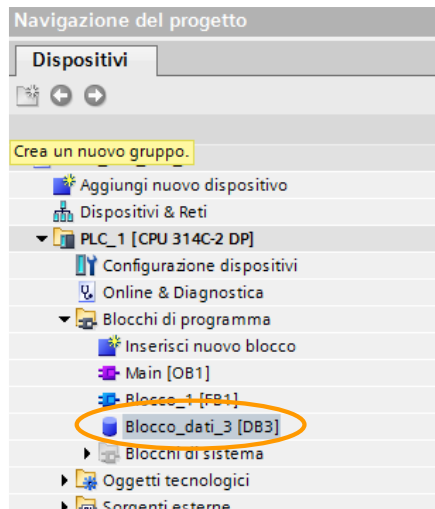 Navigazione del progetto
Dispositivi
Crea un nuovo gruppo.
Aggiungi nuovo dispositivo
Dispositivi & Reti
PLC_1 [CPU 314C-2 DP]
Configurazione dispositivi
Online & Diagnostica
Blocchi di programma
Inserisci nuovo blocco
Main [OB1]
Blocco_1 [FB1]
Blocco_dati_3 [DB3]
Blocchi di sistema
Oggetti tecnologici
Sorgenti esterne